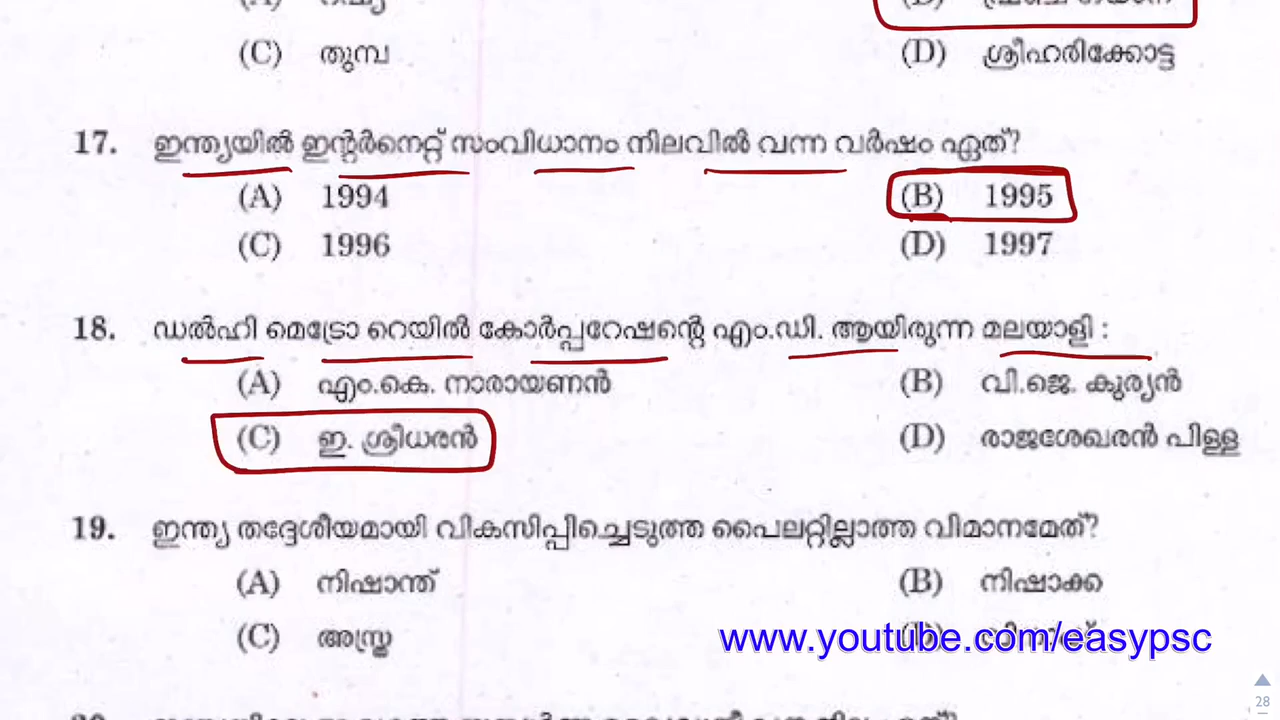 (C) തുമ്പ (D) ശ്രീഹരിക്കോട്ട
17. ഇന്ത്യയിൽ ഇന്റർനെറ്റ് സംവിധാനം നിലവിൽ വന്ന വർഷം ഏത്?
(A) 1994 (B) 1995
(C) 1996 (D) 1997
18. ഡൽഹി മെട്രോ റെയിൽ കോർപ്പറേഷന്റെ എം.ഡി. ആയിരുന്ന മലയാളി :
(A) എം.കെ. നാരായണൻ (B) വി.ജെ. കുര്യൻ
(C) ഇ. ശ്രീധരൻ (D) രാജശേഖരൻ പിള്ള
19. ഇന്ത്യ തദ്ദേശീയമായി വികസിപ്പിച്ചെടുത്ത പൈലറ്റില്ലാത്ത വിമാനമേത്?
(A) നിഷാന്ത് (B) നിഷാക്ക
(C) അസ്ത്ര
www.youtube.com/easypsc
28